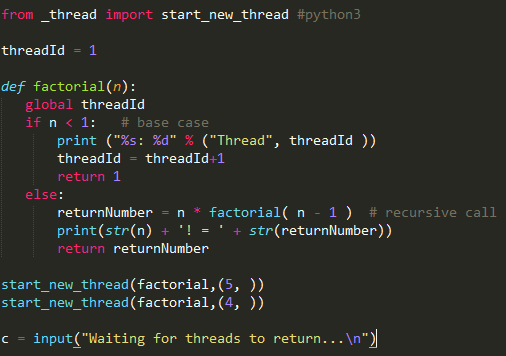 from _thread import start_new_thread #python3

threadId = 1

def factorial(n):
   global threadId
   if n < 1:   # base case
       print ("%s: %d" % ("Thread", threadId ))
       threadId = threadId+1
       return 1
   else:
       returnNumber = n * factorial( n - 1 )  # recursive call
       print(str(n) + '! = ' + str(returnNumber))
       return returnNumber

start_new_thread(factorial,(5, ))
start_new_thread(factorial,(4, ))

c = input("Waiting for threads to return...\n")